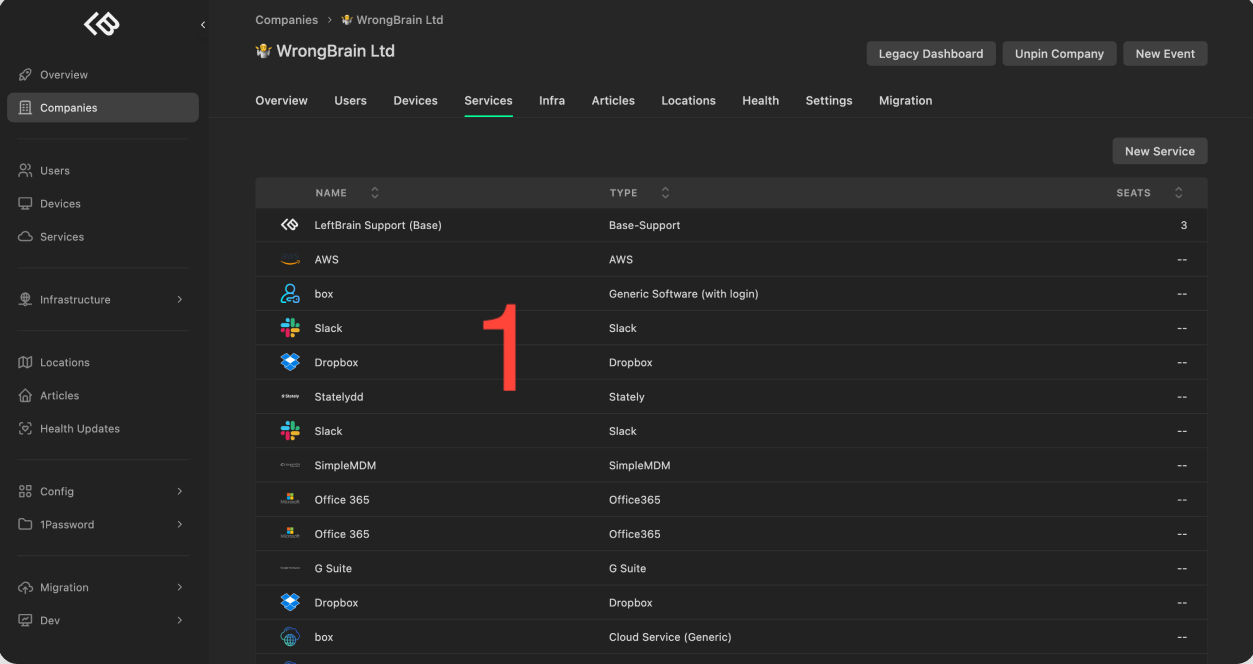 Companies > 🤷 WrongBrain Ltd
🤷 WrongBrain Ltd
Legacy Dashboard
Unpin Company
New Event
Overview
Companies
Users
Devices
Services
Infrastructure
Locations
Articles
Health Updates
Config
1Password
Migration
Dev
Overview Users Devices Services Infra Articles Locations Health Settings Migration
New Service
NAME TYPE SEATS
LeftBrain Support (Base) Base-Support 3
AWS AWS --
box Generic Software (with login) --
Slack Slack --
Dropbox Dropbox --
Statelydd Stately --
Slack Slack --
SimpleMDM SimpleMDM --
Office 365 Office365 --
Office 365 Office365 --
G Suite G Suite --
Dropbox Dropbox --
box Cloud Service (Generic) --
1